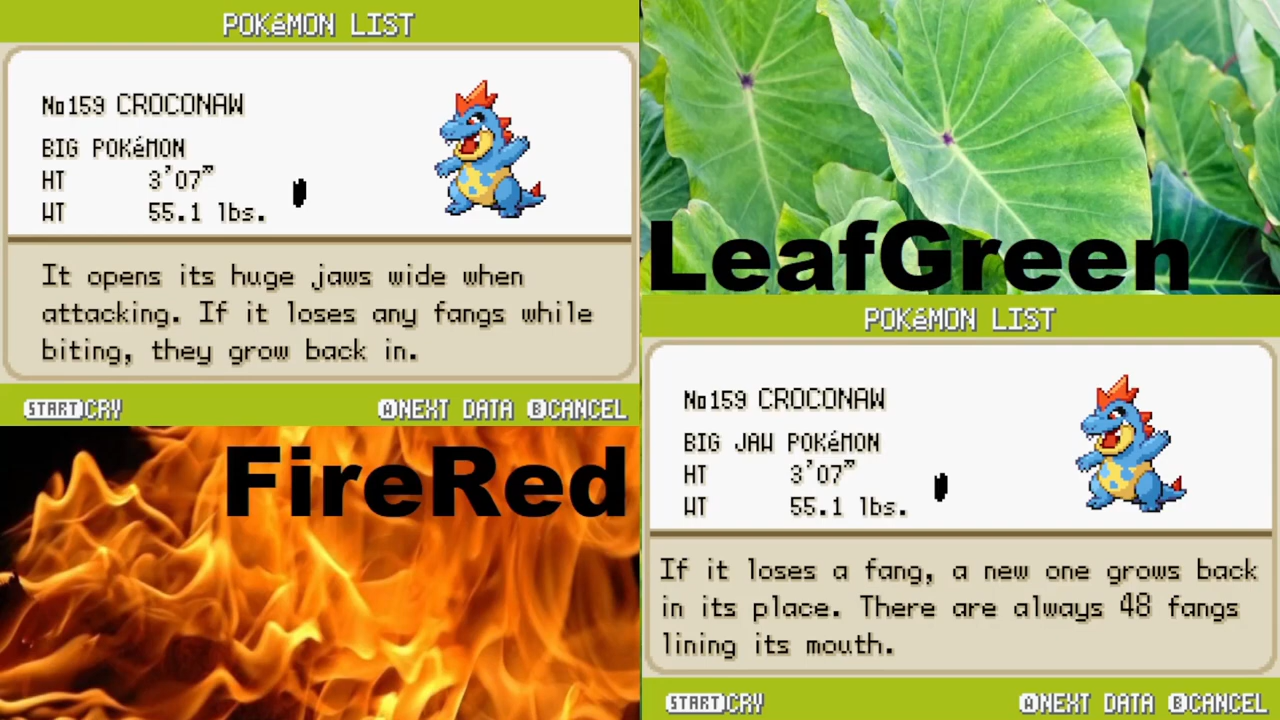 POKéMON LIST
No159 CROCONAW
BIG POKéMON
HT 3'07"
WT 55.1 lbs.
It opens its huge jaws wide when
attacking. If it loses any fangs while
biting, they grow back in.
START CRY
A NEXT DATA B CANCEL
FireRed
LeafGreen
POKéMON LIST
No159 CROCONAW
BIG JAW POKéMON
HT 3'07"
WT 55.1 lbs.
If it loses a fang, a new one grows back
in its place. There are always 48 fangs
lining its mouth.
START CRY
A NEXT DATA B CANCEL